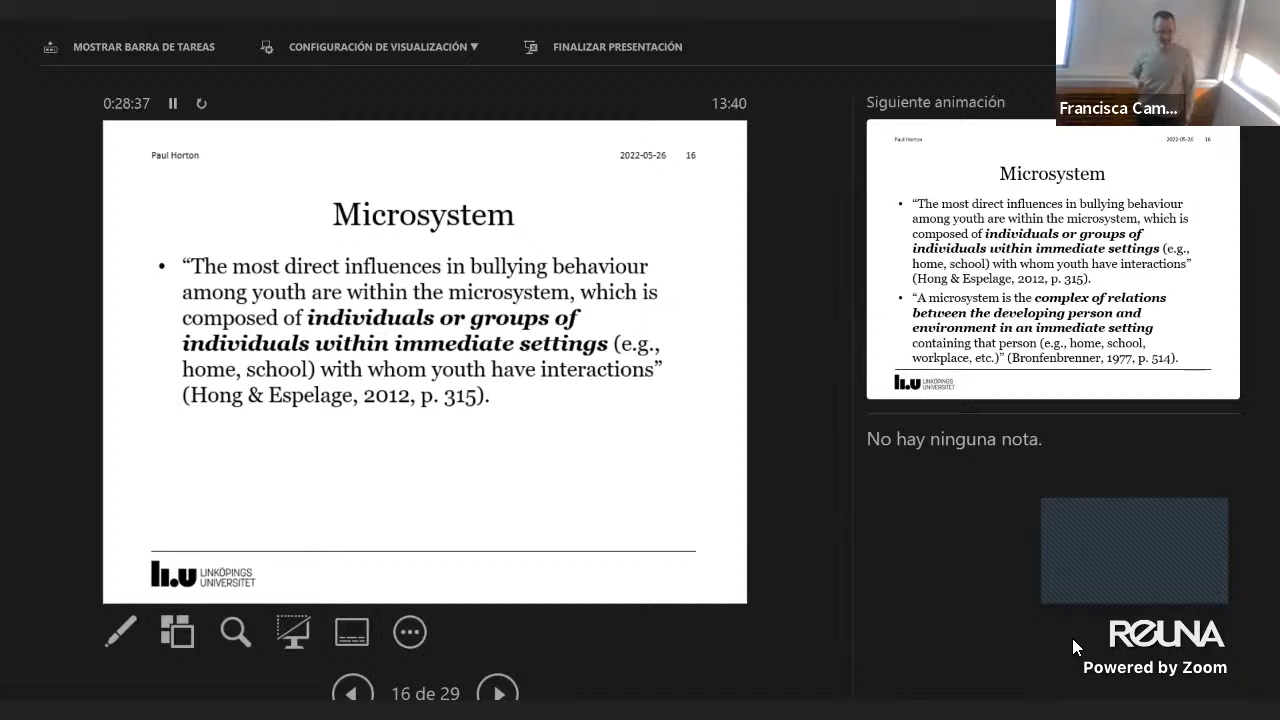 MOSTRAR BARRA DE TAREAS
CONFIGURACIÓN DE VISUALIZACIÓN ▼
FINALIZAR PRESENTACIÓN
Francisca Cam...
0:28:37
13:40
Paul Horton
2022-05-26 16
Microsystem
• “The most direct influences in bullying behaviour
among youth are within the microsystem, which is
composed of individuals or groups of
individuals within immediate settings (e.g.,
home, school) with whom youth have interactions”
(Hong & Espelage, 2012, p. 315).
LINKÖPINGS
UNIVERSITET
16 de 29
Siguiente animación
Paul Horton
2022-05-26 16
Microsystem
• “The most direct influences in bullying behaviour
among youth are within the microsystem, which is
composed of individuals or groups of
individuals within immediate settings (e.g.,
home, school) with whom youth have interactions”
(Hong & Espelage, 2012, p. 315).
• “A microsystem is the complex of relations
between the developing person and
environment in an immediate setting
containing that person (e.g., home, school,
workplace, etc.)” (Bronfenbrenner, 1977, p. 514).
LINKÖPINGS
UNIVERSITET
No hay ninguna nota.
REUNA
Powered by Zoom